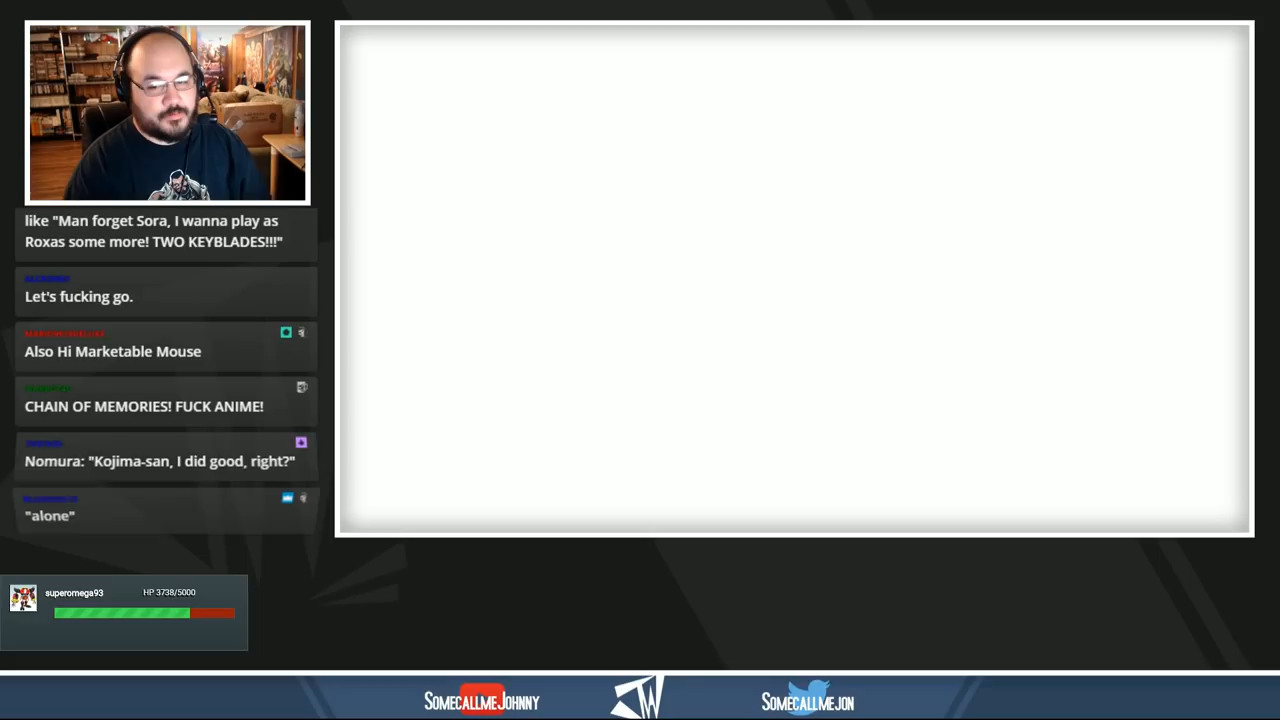 like "Man forget Sora, I wanna play as
Roxas some more! TWO KEYBLADES!!!"
Let's fucking go.
Also Hi Marketable Mouse
CHAIN OF MEMORIES! FUCK ANIME!
Nomura: "Kojima-san, I did good, right?"
"alone"
superomega93
HP 3738/5000
SOMECALLMEJOHNNY
SOMECALLMEJON